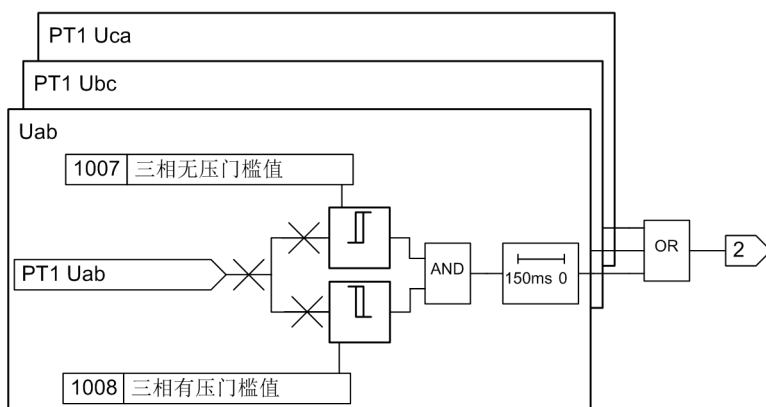 PT1 Uca
PT1 Ubc
Uab
1007 三相无压门槛值
PT1 Uab
AND
150ms 0
OR
2
1008 三相有压门槛值